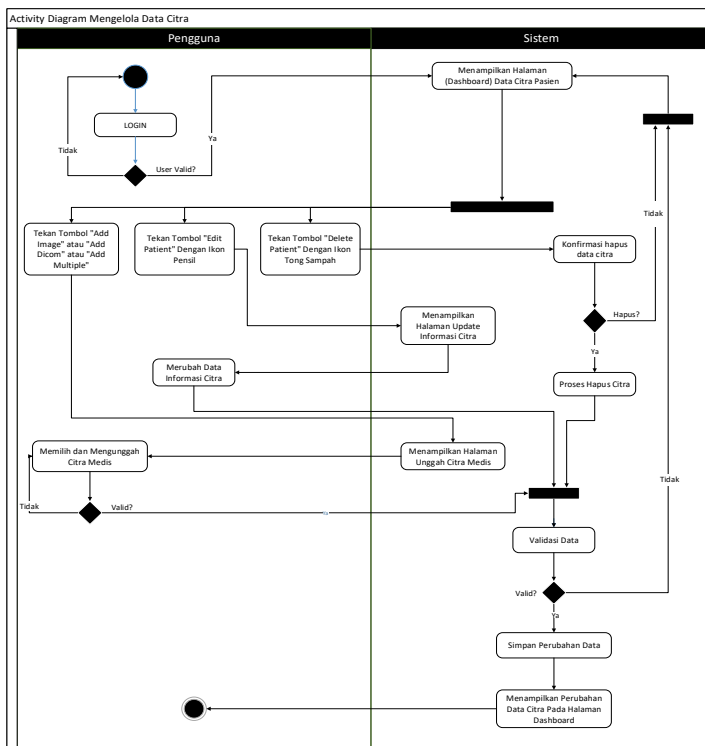 Activity Diagram Mengelola Data Citra
Pengguna
Sistem
Menampilkan Halaman
(Dashboard) Data Citra Pasien
LOGIN
Ya
Tidak
User Valid?
Tidak
Tekan Tombol "Add
Image" atau "Add
Dicom" atau "Add
Multiple"
Tekan Tombol "Edit
Patient" Dengan Ikon
Pensil
Tekan Tombol "Delete
Patient" Dengan Ikon
Tong Sampah
Konfirmasi hapus
data citra
Menampilkan
Halaman Update
Informasi Citra
Hapus?
Ya
Merubah Data
Informasi Citra
Proses Hapus Citra
Memilih dan Mengunggah
Citra Medis
Menampilkan Halaman
Unggah Citra Medis
Tidak
Tidak
Valid?
Ya
Validasi Data
Valid?
Ya
Simpan Perubahan Data
Menampilkan Perubahan
Data Citra Pada Halaman
Dashboard